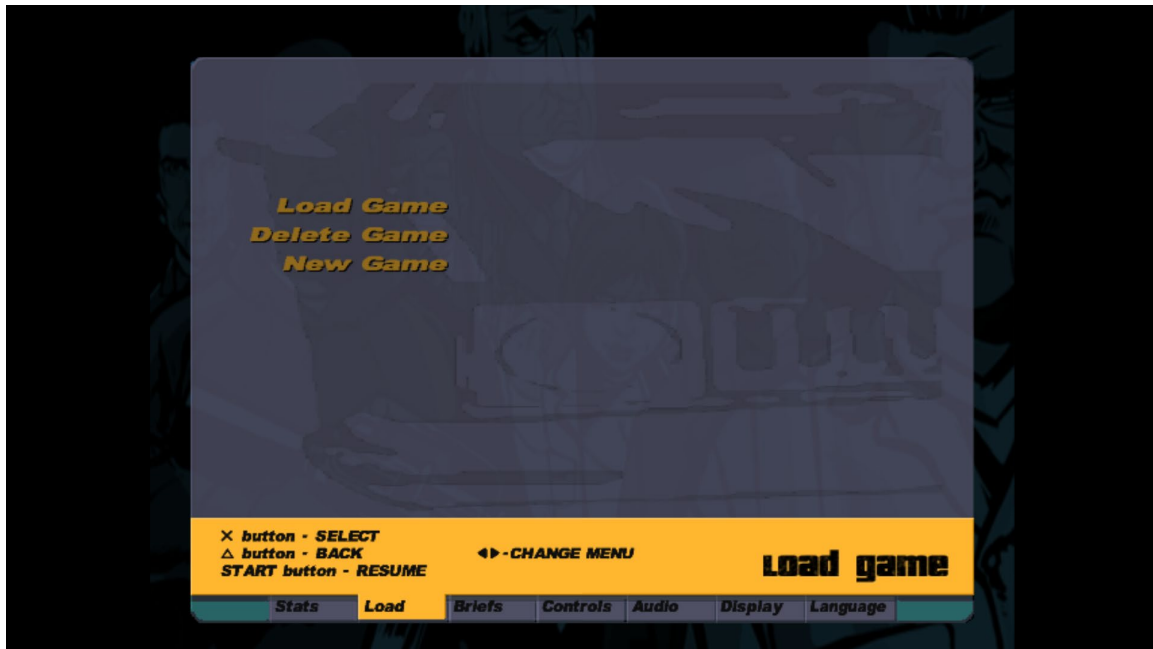 Load Game
Delete Game
New Game
✕ button - SELECT
△ button - BACK
START button - RESUME
◀▶-CHANGE MENU
Load game
Stats
Load
Briefs
Controls
Audio
Display
Language